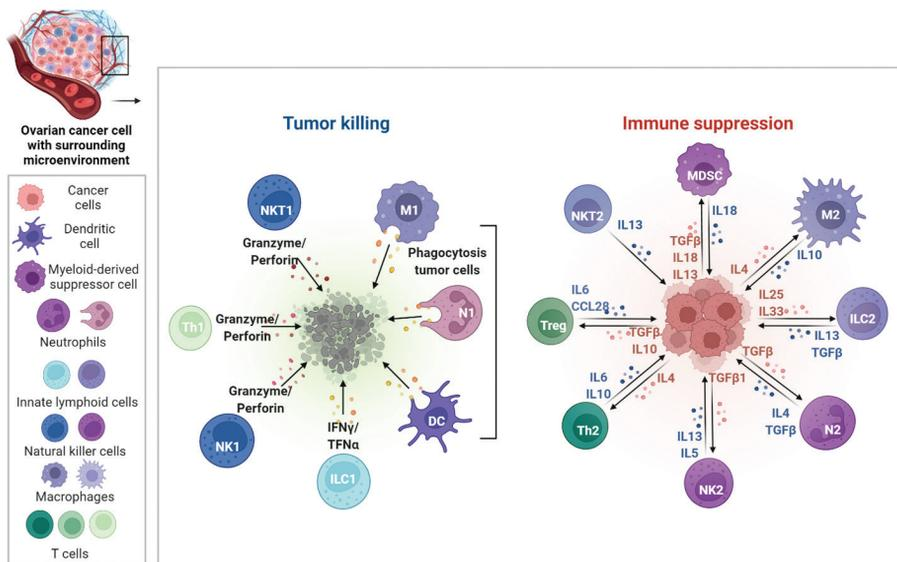 Ovarian cancer cell
with surrounding
microenvironment
Cancer
cells
Dendritic
cell
Myeloid-derived
suppressor cell
Neutrophils
Innate lymphoid cells
Natural killer cells
Macrophages
T cells
Tumor killing
NKT1
M1
Granzyme/
Perforin
Phagocytosis
tumor cells
Th1
Granzyme/
Perforin
N1
Granzyme/
Perforin
NK1
IFNγ/
TFNα
ILC1
DC
Immune suppression
MDSC
NKT2
IL13
IL18
M2
TGFβ
IL18
IL13
IL4
IL10
IL6
CCL28
Treg
TGFβ
IL10
IL25
IL33
ILC2
IL13
TGFβ
IL6
IL10
IL4
Th2
TGFβ1
TGFβ
IL4
TGFβ
N2
IL13
IL5
NK2